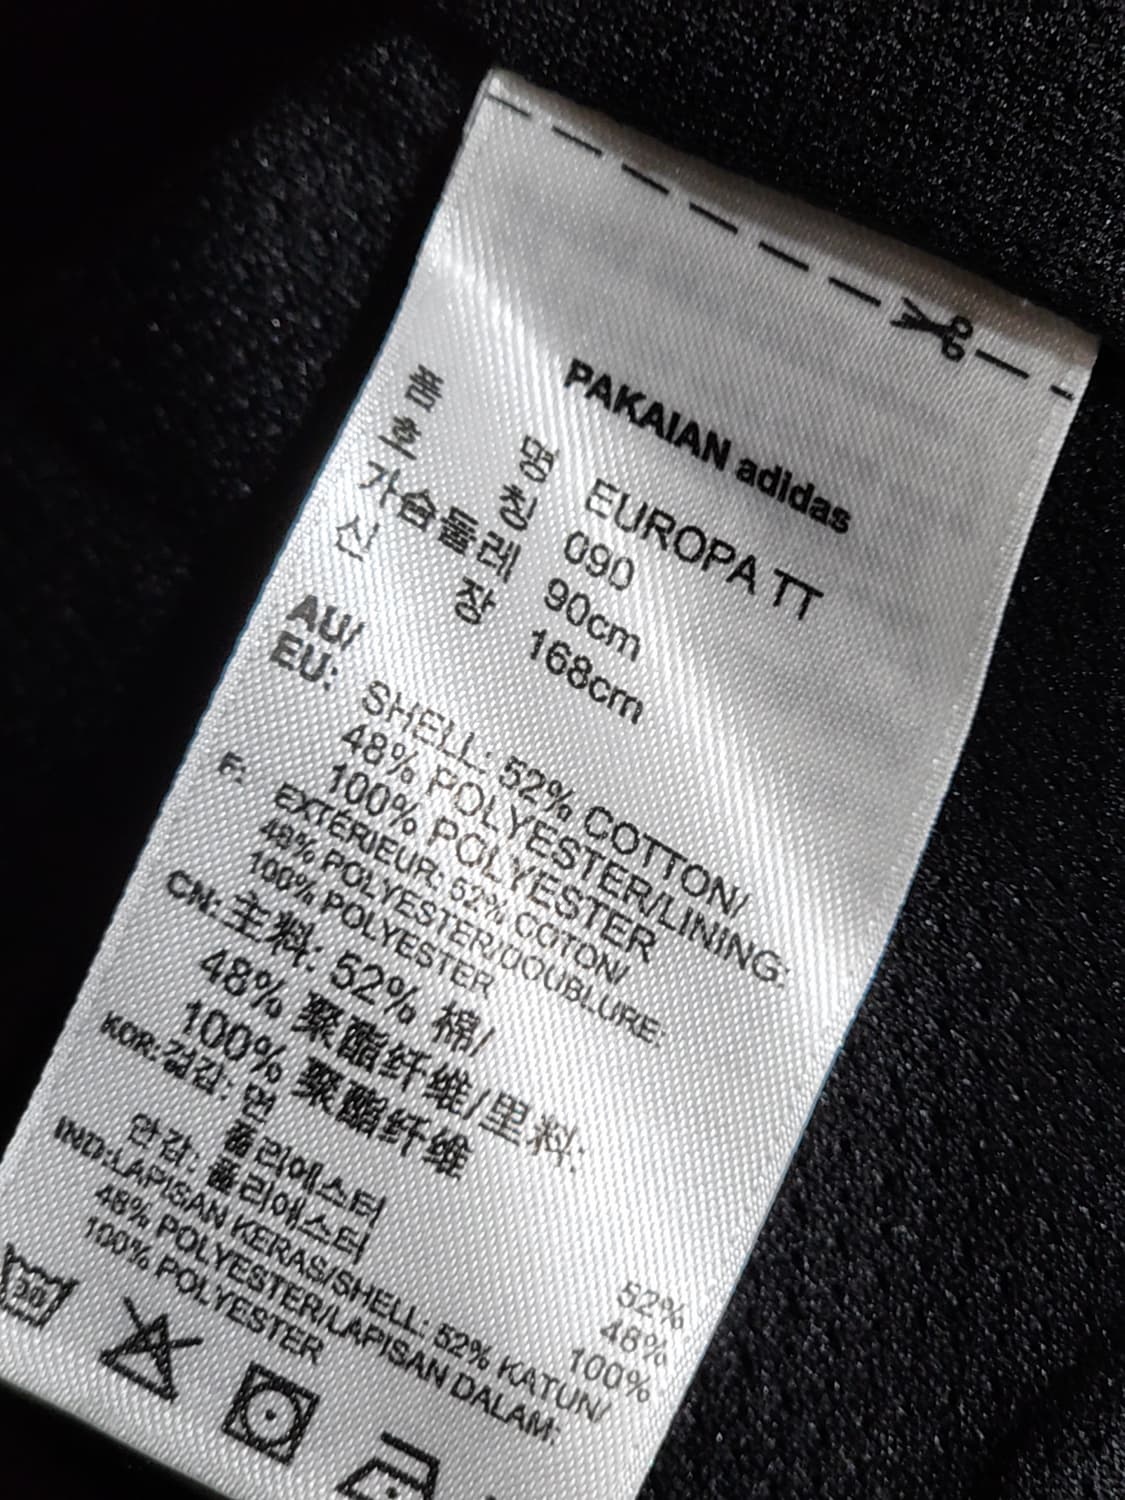 PAKAIAN adidas
품 명 EUROPA TT
호 칭 090
가슴둘레 90cm
신 장 168cm
AU/
EU: SHELL: 52% COTTON/
48% POLYESTER/LINING:
100% POLYESTER
F: EXTÉRIEUR: 52% COTON/
48% POLYESTER/DOUBLURE:
100% POLYESTER
CN: 主料: 52% 棉/
48% 聚酯纤维/里料:
100% 聚酯纤维
KOR: 겉감: 면 52%
폴리에스터 48%
안감: 폴리에스터 100%
IND:LAPISAN KERAS/SHELL: 52% KATUN/
48% POLYESTER/LAPISAN DALAM:
100% POLYESTER
30